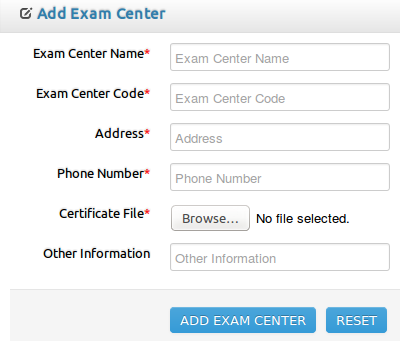 Add Exam Center
Exam Center Name* Exam Center Name
Exam Center Code* Exam Center Code
Address* Address
Phone Number* Phone Number
Certificate File* Browse... No file selected.
Other Information Other Information
ADD EXAM CENTER RESET